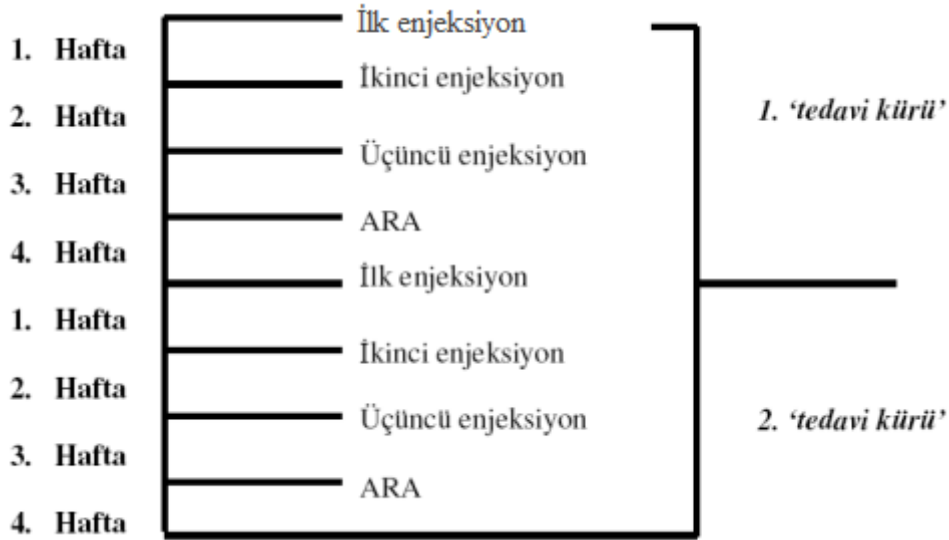 İlk enjeksiyon
1. Hafta
İkinci enjeksiyon
2. Hafta
1. ‘tedavi kürü’
Üçüncü enjeksiyon
3. Hafta
ARA
4. Hafta
İlk enjeksiyon
1. Hafta
İkinci enjeksiyon
2. Hafta
Üçüncü enjeksiyon
2. ‘tedavi kürü’
3. Hafta
ARA
4. Hafta